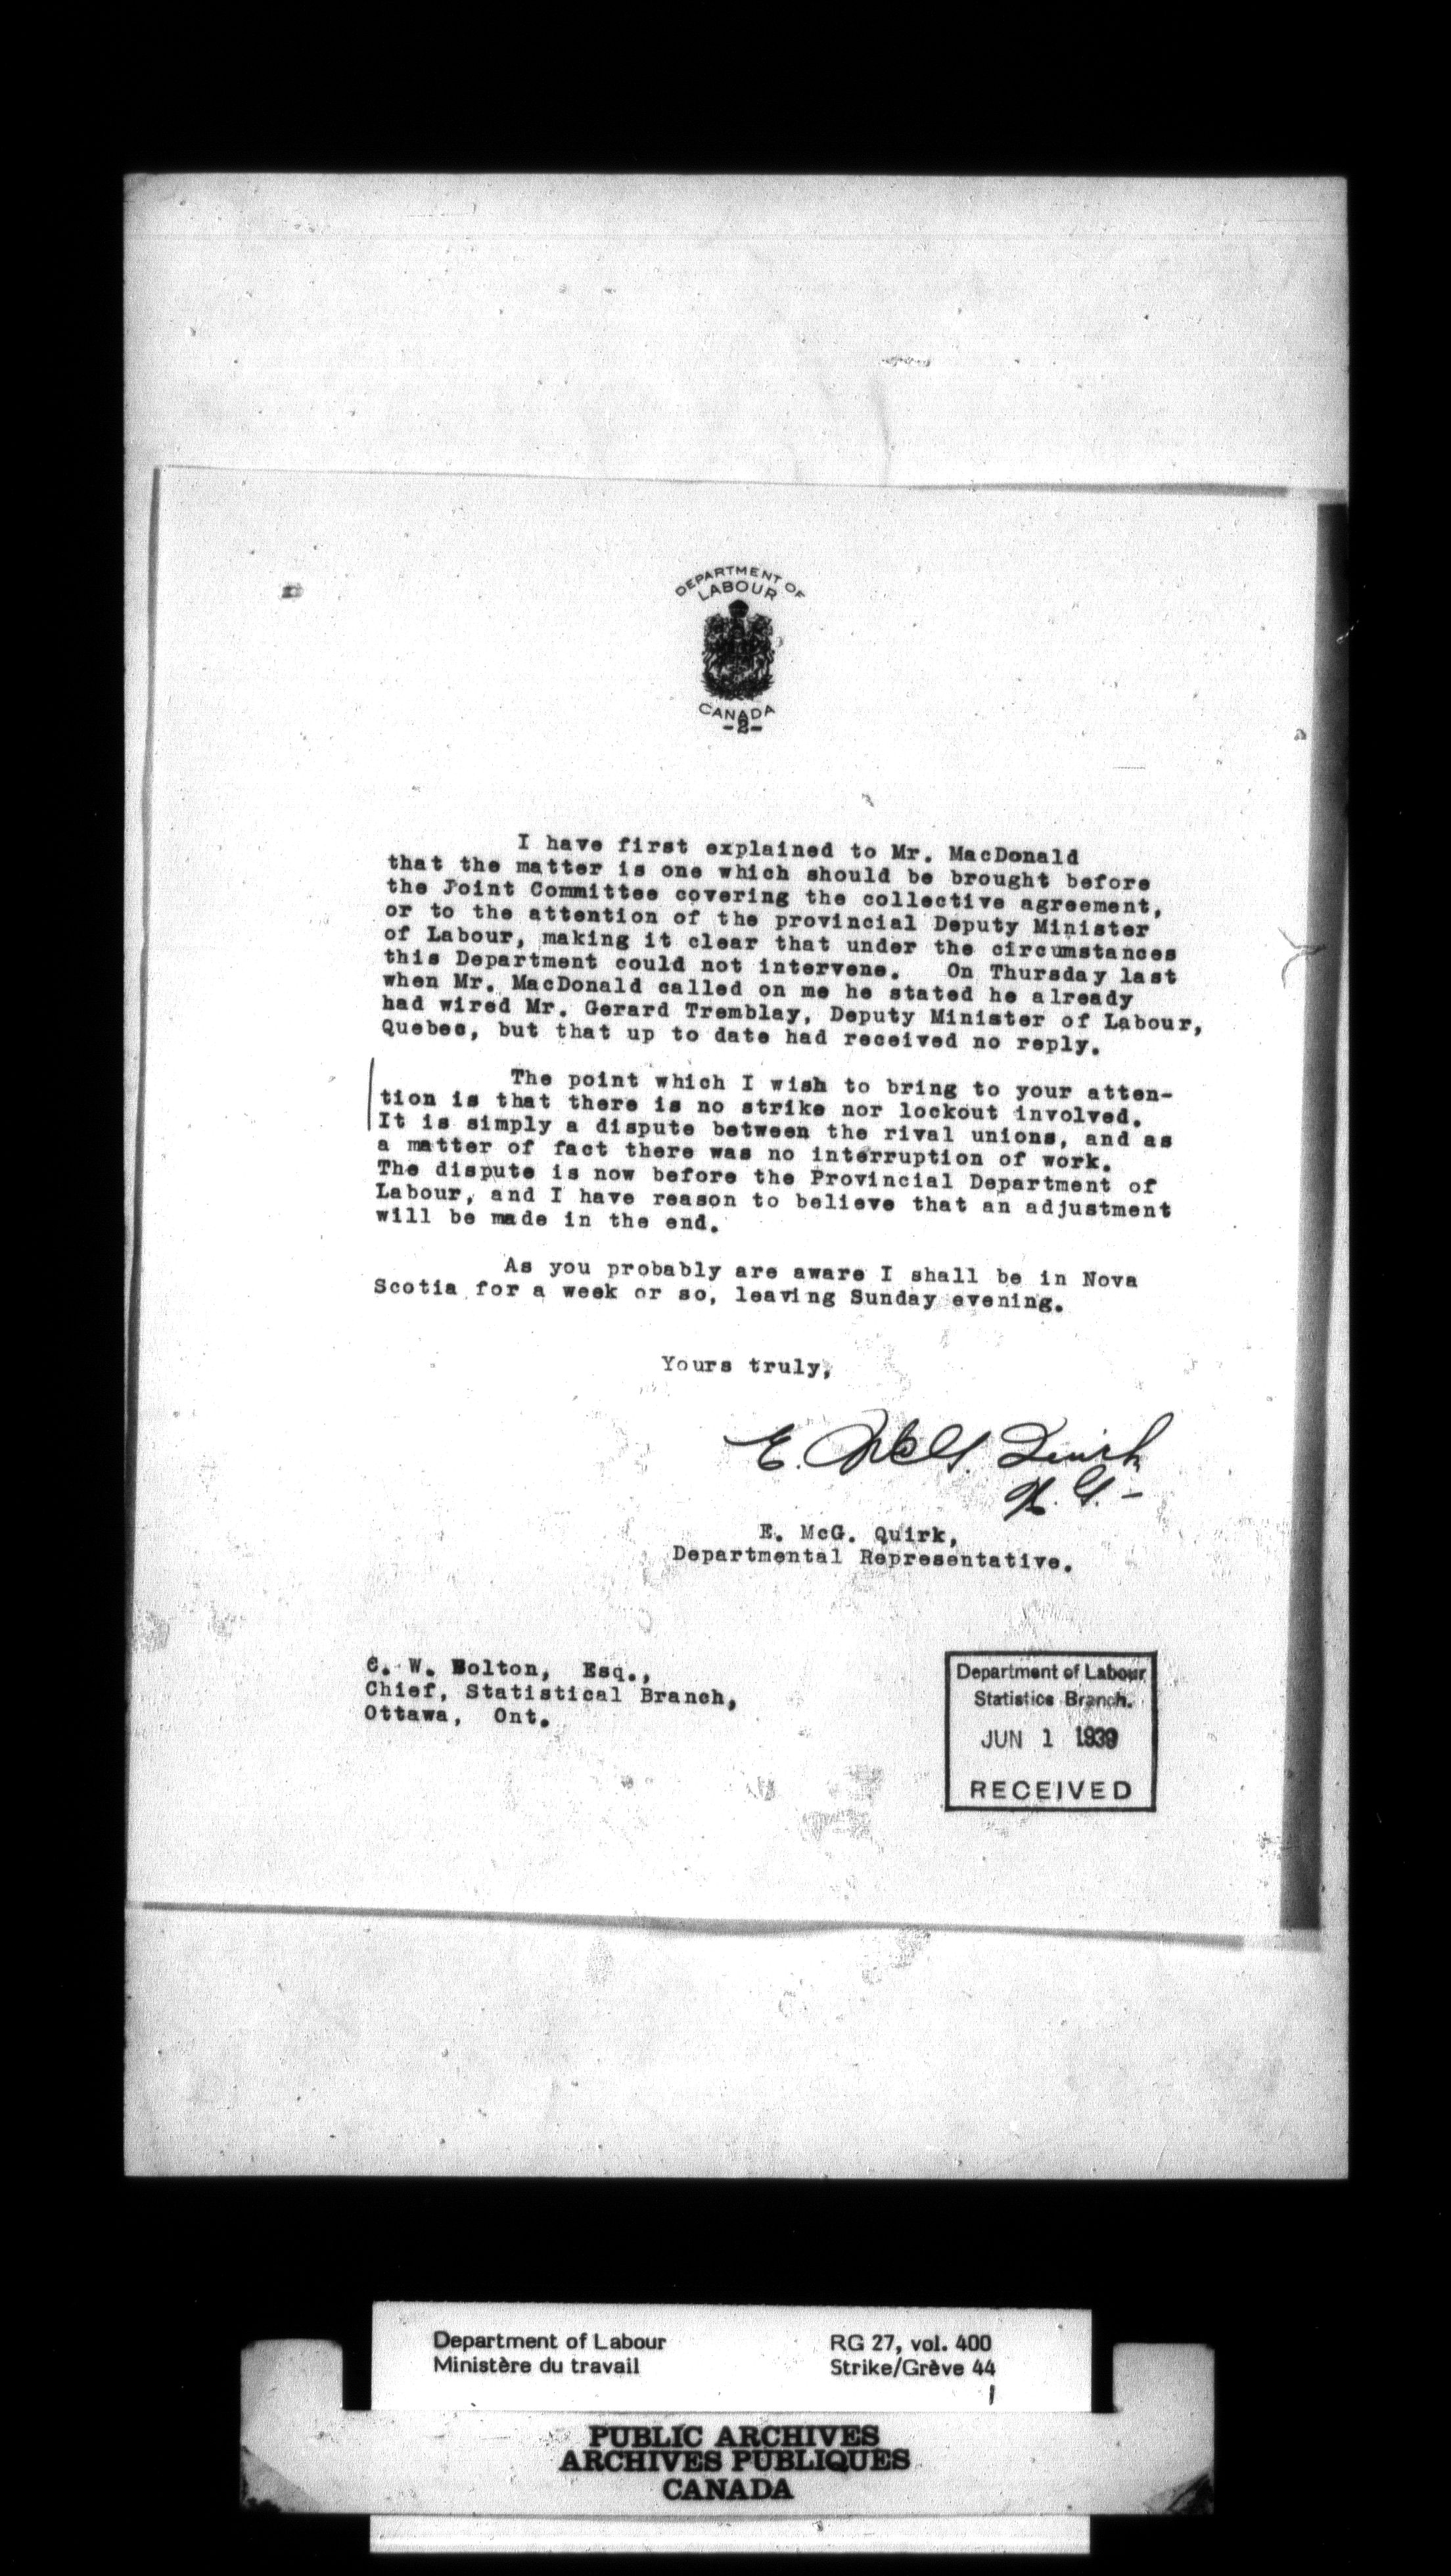 DEPARTMENT OF
LABOUR
CANADA
-2-
I have first explained to Mr. MacDonald
that the matter is one which should be brought before
the Joint Committee covering the collective agreement,
or to the attention of the provincial Deputy Minister
of Labour, making it clear that under the circumstances
this Department could not intervene. On Thursday last
when Mr. MacDonald called on me he stated he already
had wired Mr. Gerard Tremblay, Deputy Minister of Labour,
Quebec, but that up to date had received no reply.
The point which I wish to bring to your atten-
tion is that there is no strike nor lockout involved.
It is simply a dispute between the rival unions, and as
a matter of fact there was no interruption of work.
The dispute is now before the Provincial Department of
Labour, and I have reason to believe that an adjustment
will be made in the end.
As you probably are aware I shall be in Nova
Scotia for a week or so, leaving Sunday evening.
Yours truly,
E. McG. Quirk
E. McG. Quirk,
Departmental Representative.
C. W. Bolton, Esq.,
Chief, Statistical Branch,
Ottawa, Ont.
Department of Labour
Statistics Branch.
JUN 1 1939
RECEIVED
Department of Labour
Ministère du travail
RG 27, vol. 400
Strike/Grève 44
PUBLIC ARCHIVES
ARCHIVES PUBLIQUES
CANADA